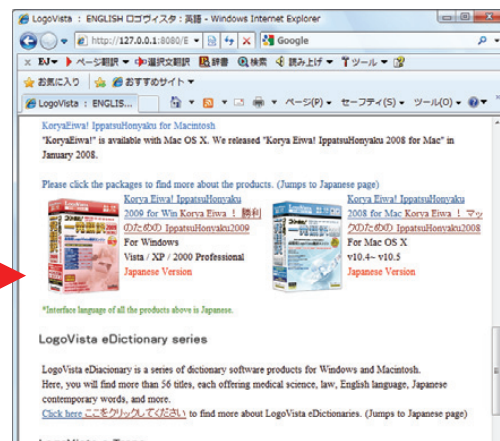 LogoVista : ENGLISH ロゴヴィスタ：英語 - Windows Internet Explorer
http://127.0.0.1:8080/E
Google
EJ ページ翻訳 中 選択文翻訳 辞書 検索 読み上げ ツール
お気に入り おすすめサイト
LogoVista : ENGLIS...
ページ(P) セーフティ(S) ツール(O)
KoryaEiwa! IppatsuHonyaku for Macintosh
"KoryaEiwa!" is available with Mac OS X. We released "Korya Eiwa! IppatsuHonyaku 2008 for Mac" in
January 2008.
Please click the packages to find more about the products. (Jumps to Japanese page)
Korya Eiwa! IppatsuHonyaku
2009 for Win Korya Eiwa ！ 勝利
のための IppatsuHonyaku2009
For Windows
Vista / XP / 2000 Professional
Japanese Version
Korya Eiwa! IppatsuHonyaku
2008 for Mac Korya Eiwa ！ マッ
クのための IppatsuHonyaku2008
For Mac OS X
v10.4~ v10.5
Japanese Version
*Interface language of all the products above is Japanese.
LogoVista eDictionary series
LogoVista eDiacionary is a series of dictionary software products for Windows and Macintosh.
Here, you will find more than 56 titles, each offering medical science, law, English language, Japanese
contemporary words, and more.
Click here ここをクリックしてください to find more about LogoVista eDictionaries. (Jumps to Japanese page)